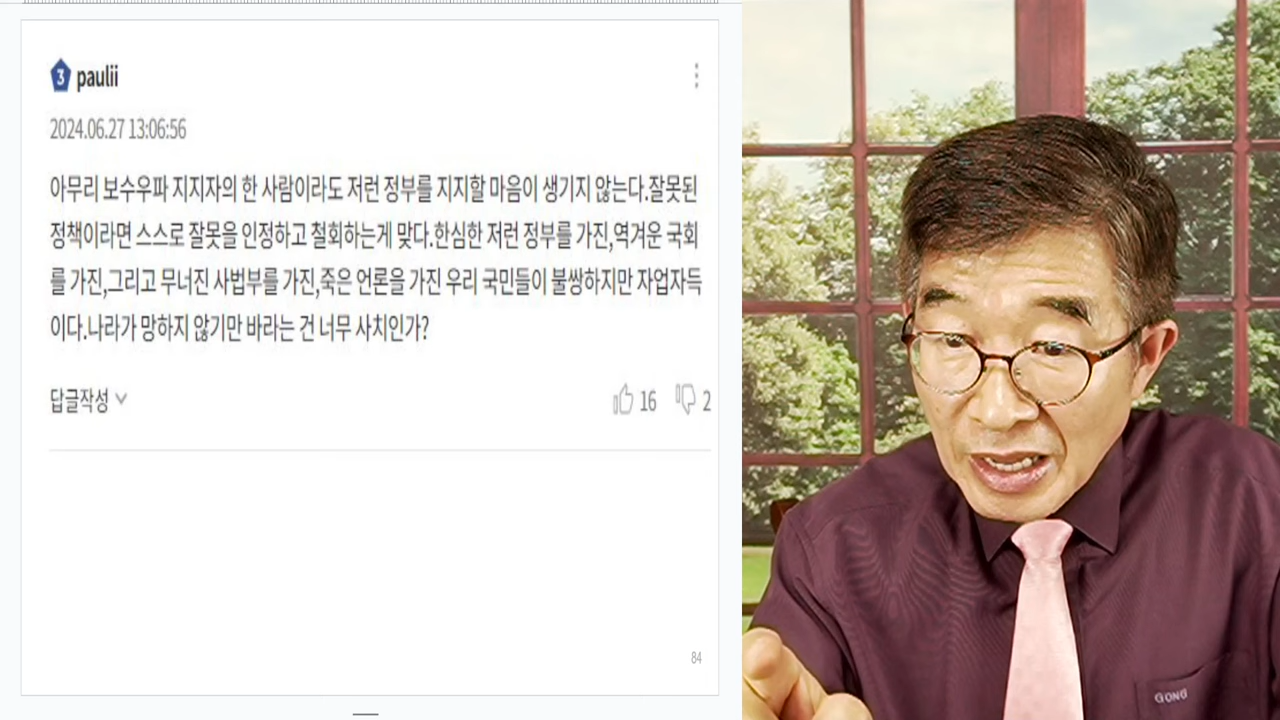 3 paulii
2024.06.27 13:06:56
아무리 보수우파 지지자의 한 사람이라도 저런 정부를 지지할 마음이 생기지 않는다.잘못된
정책이라면 스스로 잘못을 인정하고 철회하는게 맞다.한심한 저런 정부를 가진,역겨운 국회
를 가진,그리고 무너진 사법부를 가진,죽은 언론을 가진 우리 국민들이 불쌍하지만 자업자득
이다.나라가 망하지 않기만 바라는 건 너무 사치인가?
답글작성 16 2
84
GONG